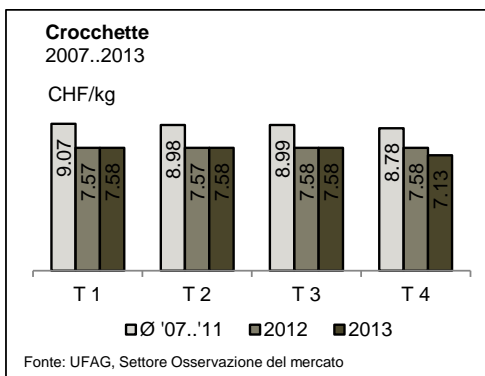 Crocchette
2007..2013
CHF/kg
9.07 7.57 7.58 8.98 7.57 7.58 8.99 7.58 7.58 8.78 7.58 7.13
T 1 T 2 T 3 T 4
Ø '07..'11 2012 2013
Fonte: UFAG, Settore Osservazione del mercato